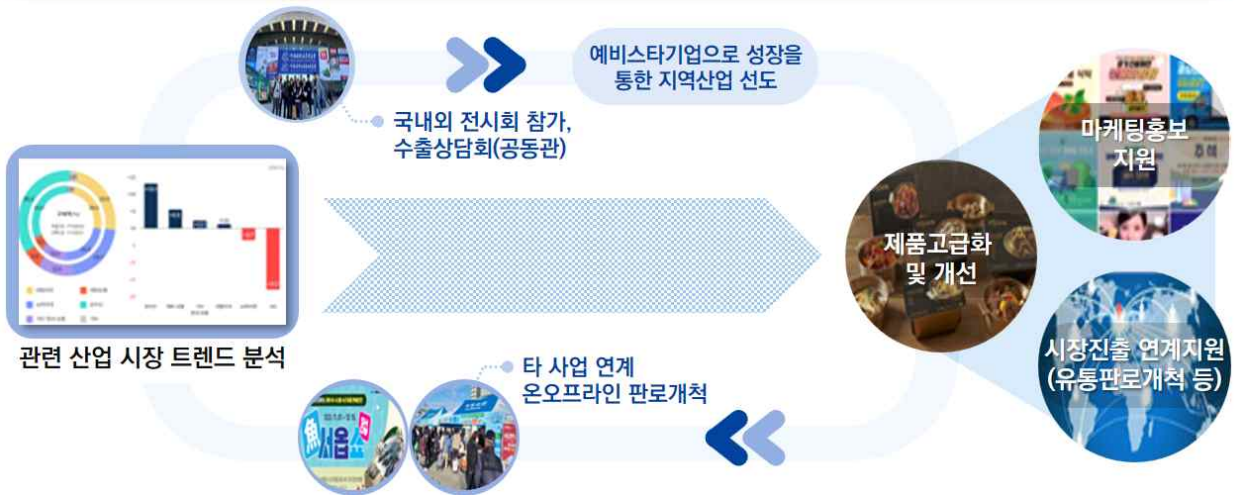 예비스타기업으로 성장을
통한 지역산업 선도
국내외 전시회 참가,
수출상담회(공동관)
마케팅홍보
지원
제품고급화
및 개선
관련 산업 시장 트렌드 분석
시장진출 연계지원
(유통판로개척 등)
타 사업 연계
온오프라인 판로개척
魚서옵쇼